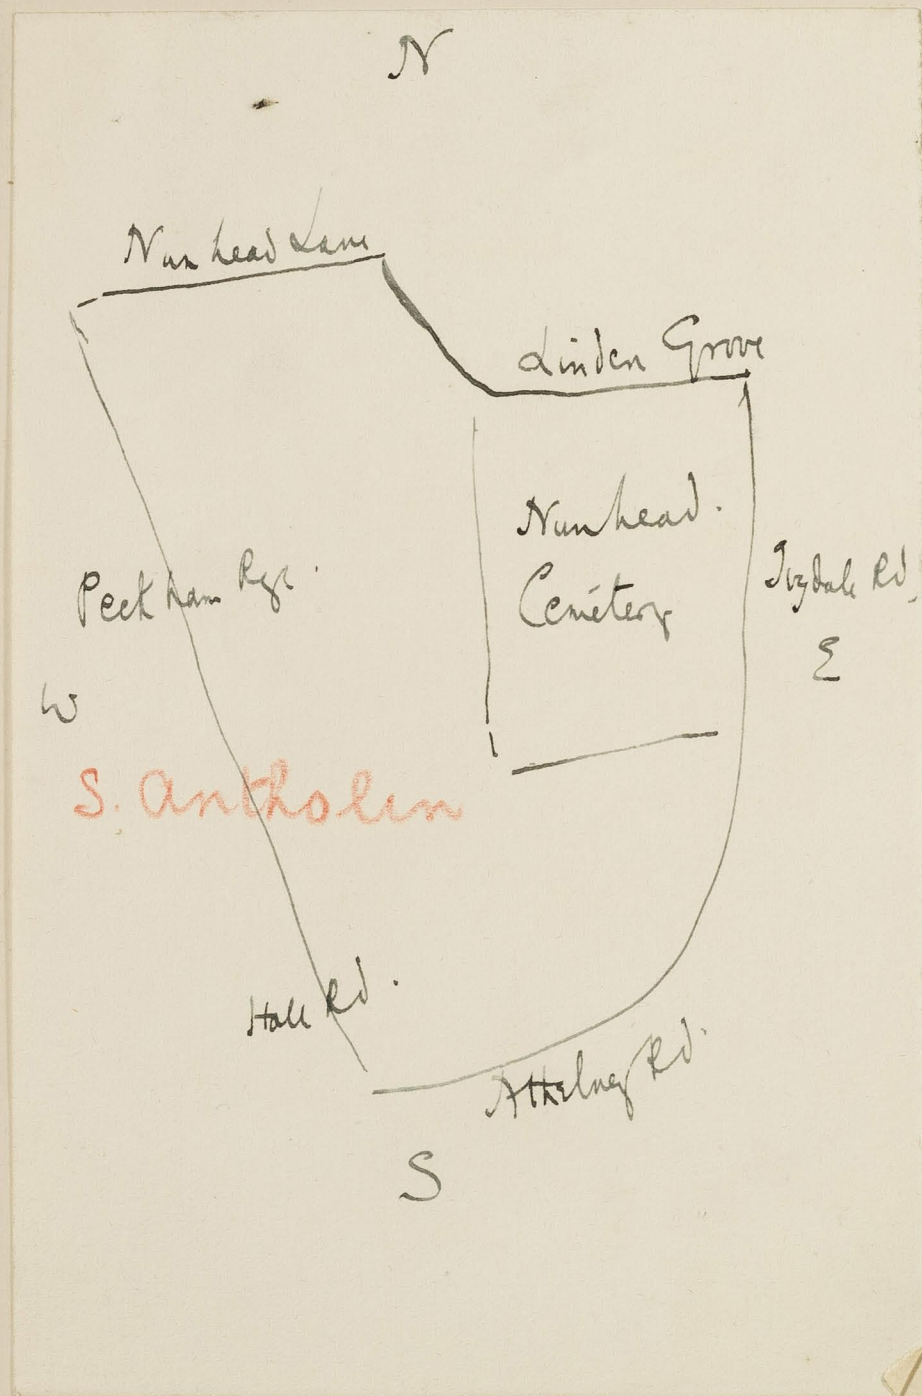 N
Nunhead Lane
Linden Grove
Nunhead.
Cemetery
Peckham Rye.
Ivydale Rd.
E
W
S. Antholin
Hall Rd.
Athelney Rd.
S